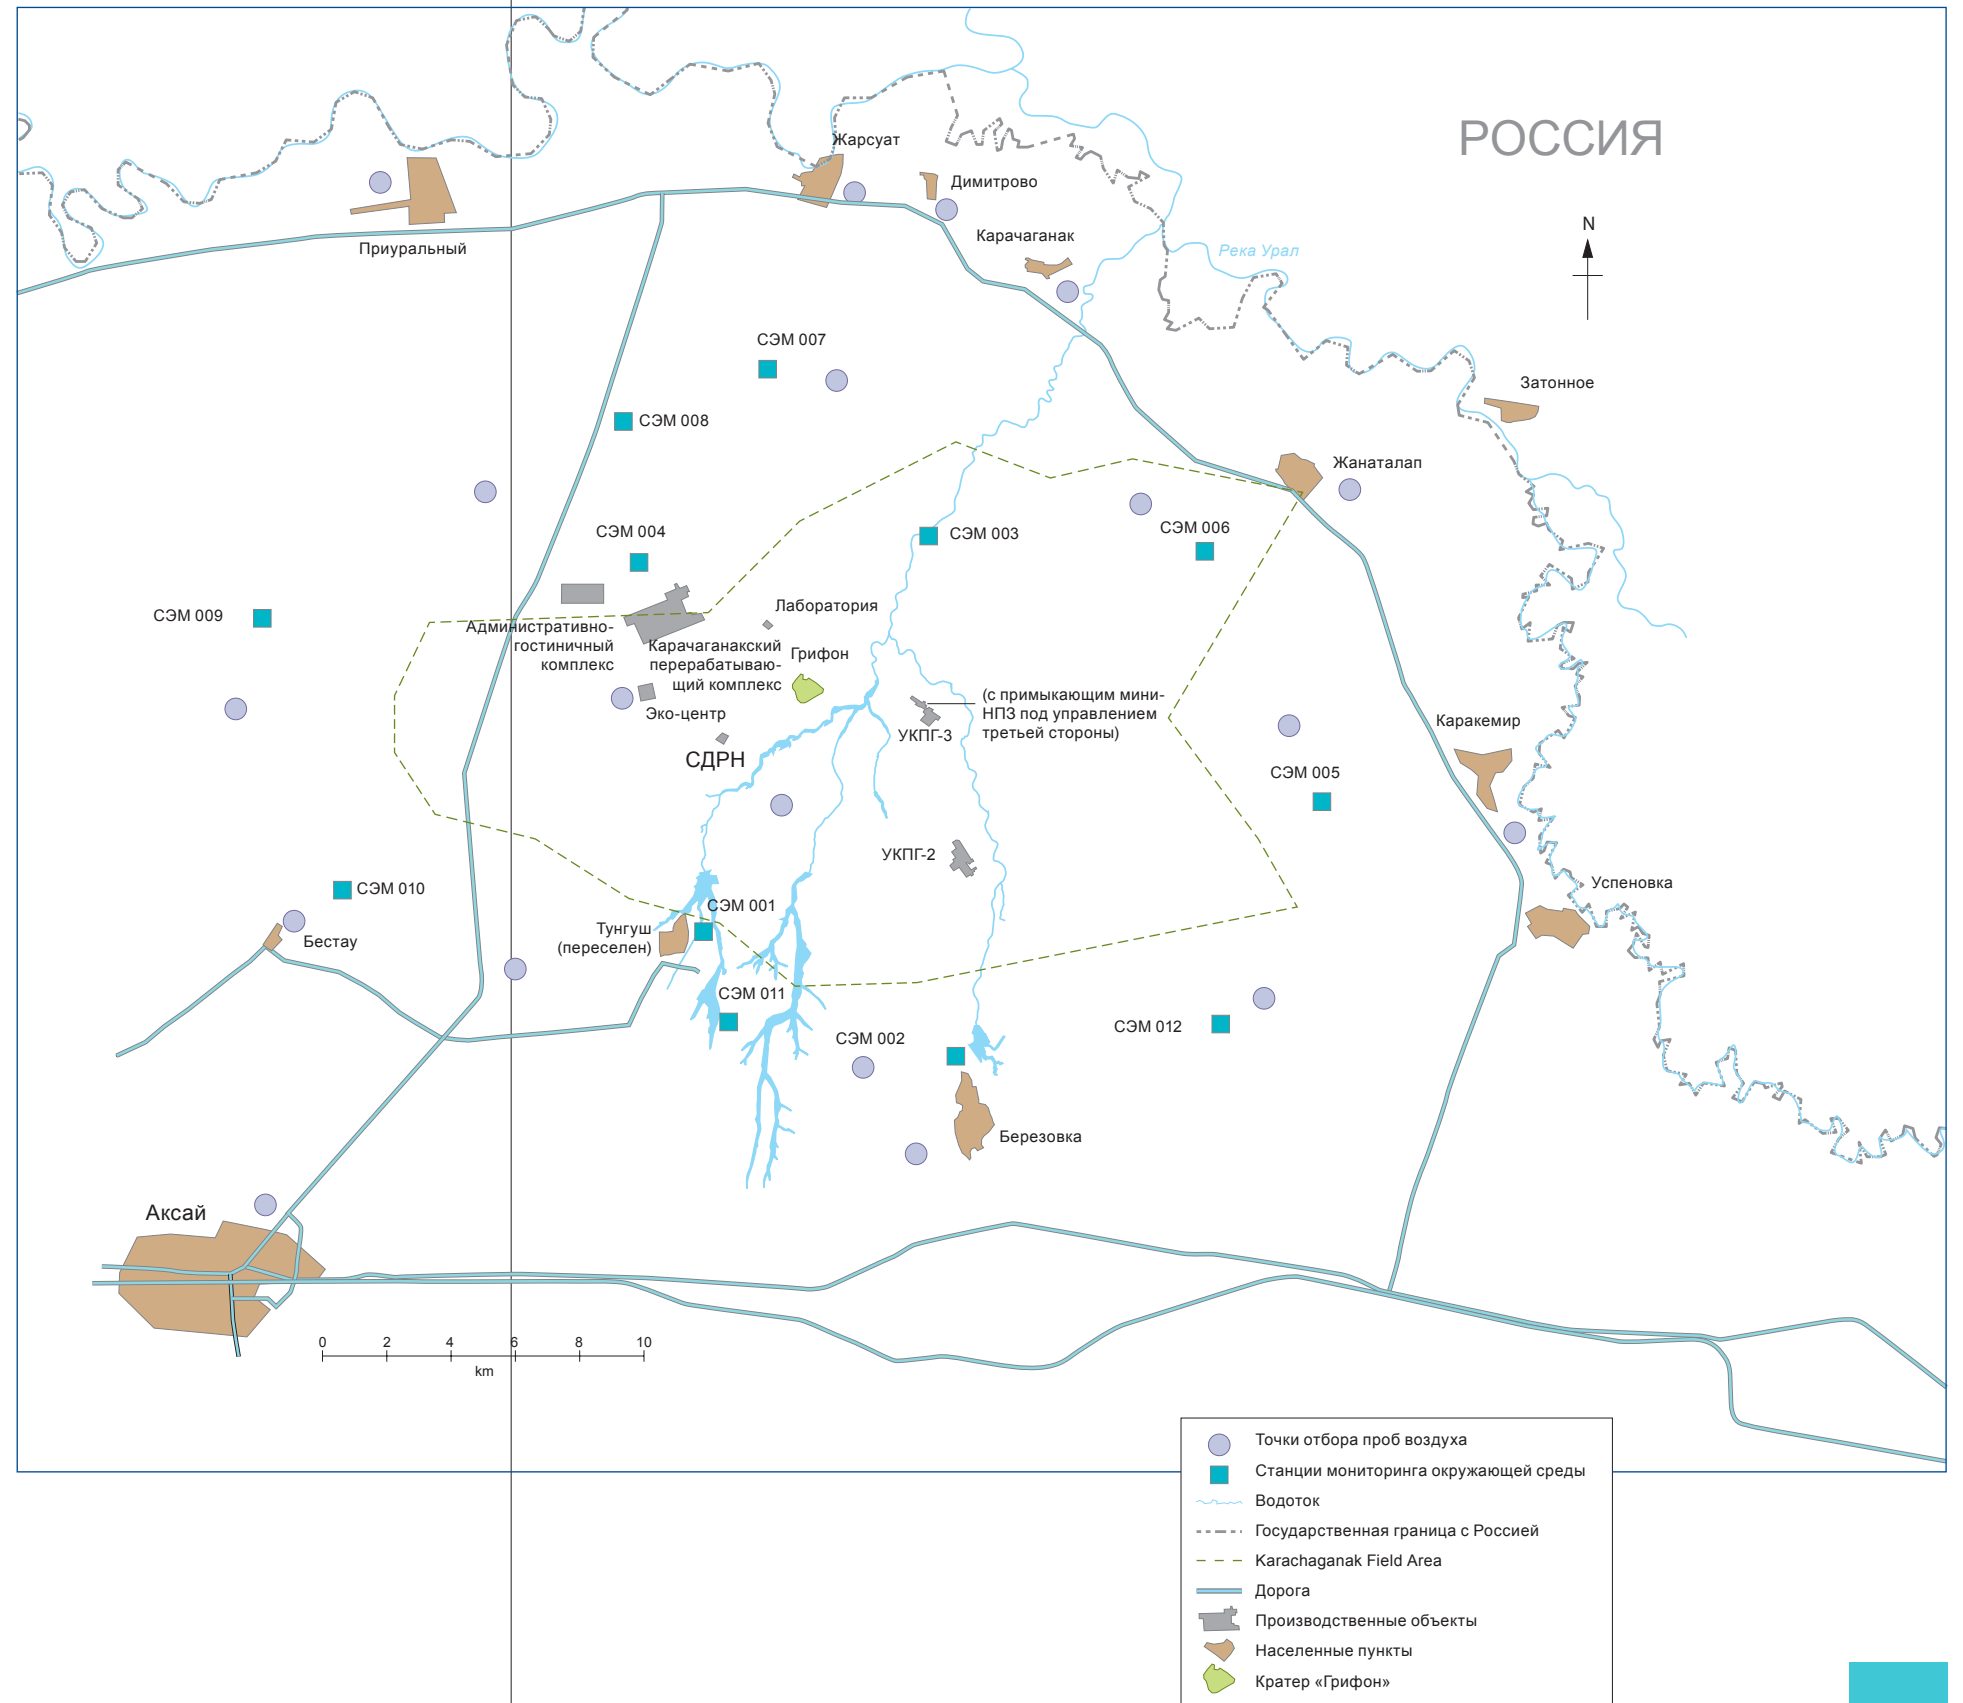 РОССИЯ
Жарсуат
Димитрово
Приуральный
Карачаганак
Река Урал
N
СЭМ 007
Затонное
СЭМ 008
Жанаталап
СЭМ 004
СЭМ 003
СЭМ 006
СЭМ 009
Лаборатория
Административно-
гостиничный
комплекс
Карачаганакский
перерабатываю-
щий комплекс
Грифон
Эко-центр
(с примыкающим мини-
НПЗ под управлением
третьей стороны)
УКПГ-3
Каракемир
СДРН
СЭМ 005
УКПГ-2
СЭМ 010
Успеновка
СЭМ 001
Тунгуш
(переселен)
Бестау
СЭМ 011
СЭМ 002
СЭМ 012
Березовка
Аксай
0 2 4 6 8 10
km
Точки отбора проб воздуха
Станции мониторинга окружающей среды
Водоток
Государственная граница с Россией
Karachaganak Field Area
Дорога
Производственные объекты
Населенные пункты
Кратер «Грифон»